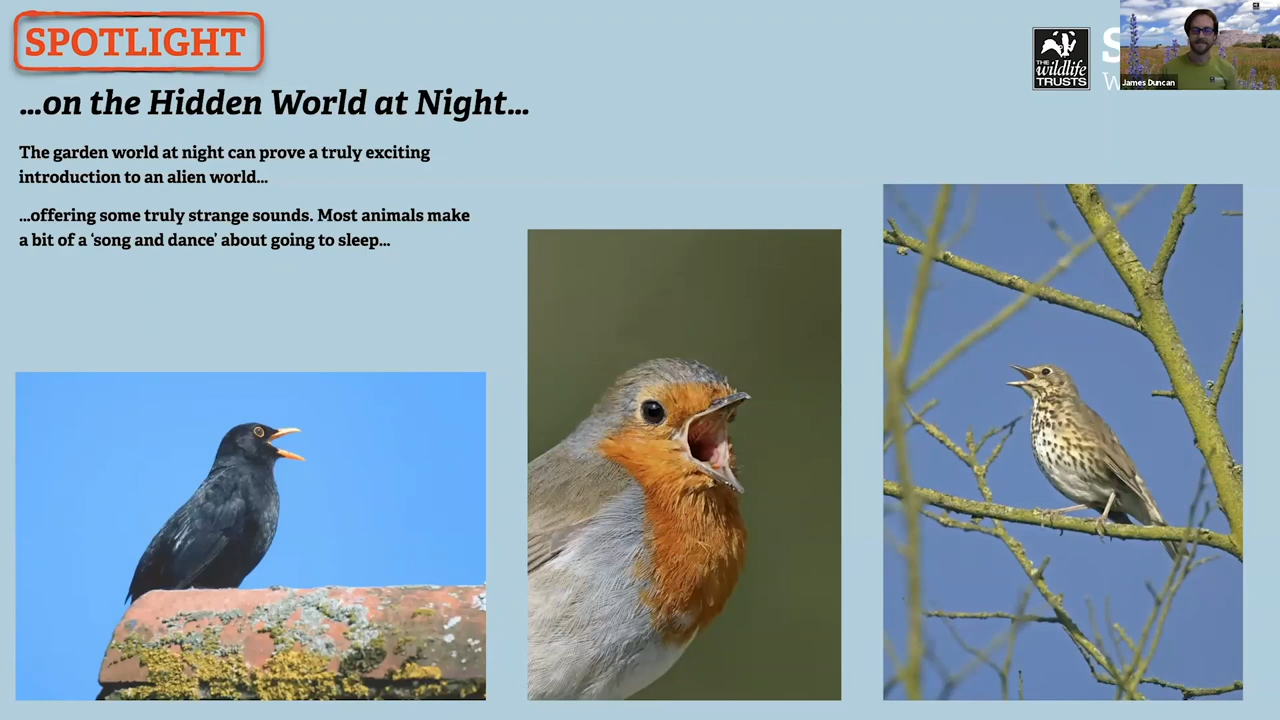 SPOTLIGHT
...on the Hidden World at Night...
The garden world at night can prove a truly exciting
introduction to an alien world...
...offering some truly strange sounds. Most animals make
a bit of a ‘song and dance’ about going to sleep...
THE
wildlife
TRUSTS
James Duncan